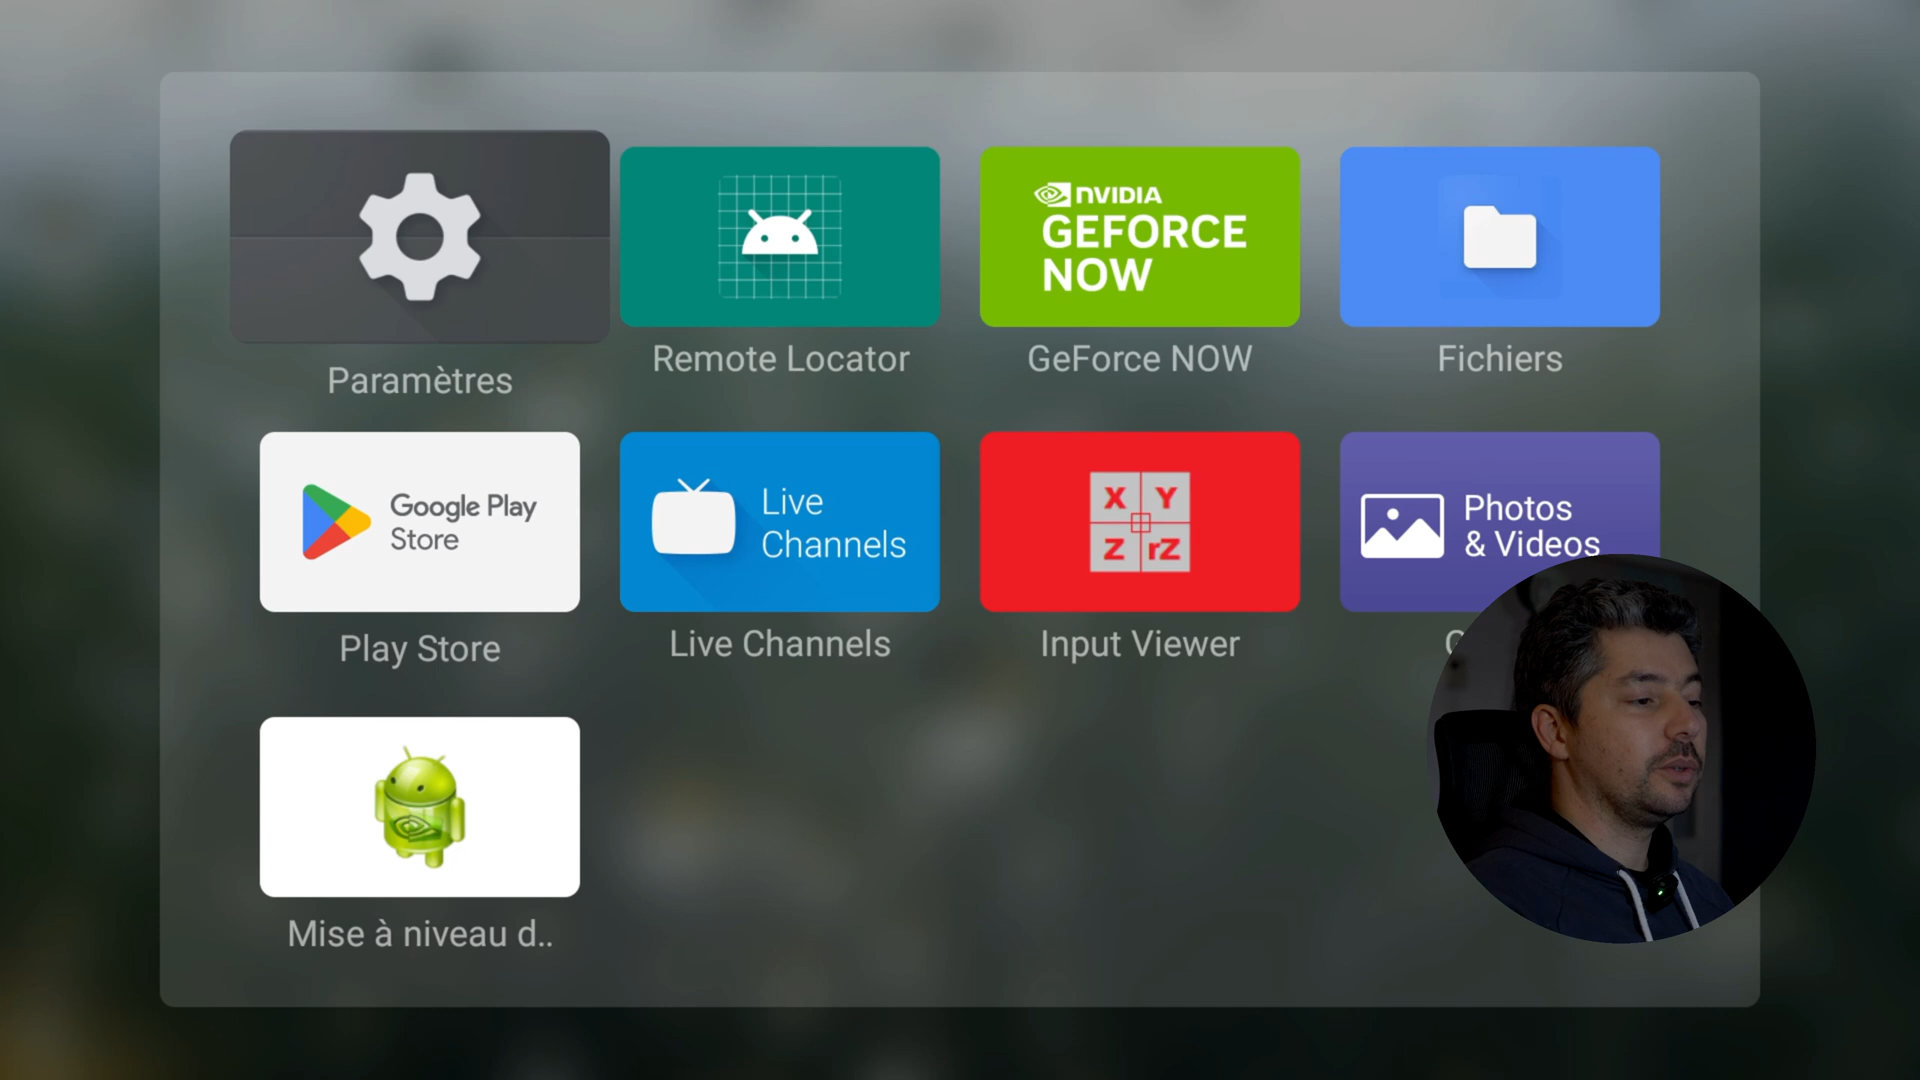 NVIDIA
GEFORCE
NOW
Paramètres
Remote Locator
GeForce NOW
Fichiers
Google Play
Store
Live
Channels
X Y
Z rZ
Photos
& Videos
Play Store
Live Channels
Input Viewer
Mise à niveau d..